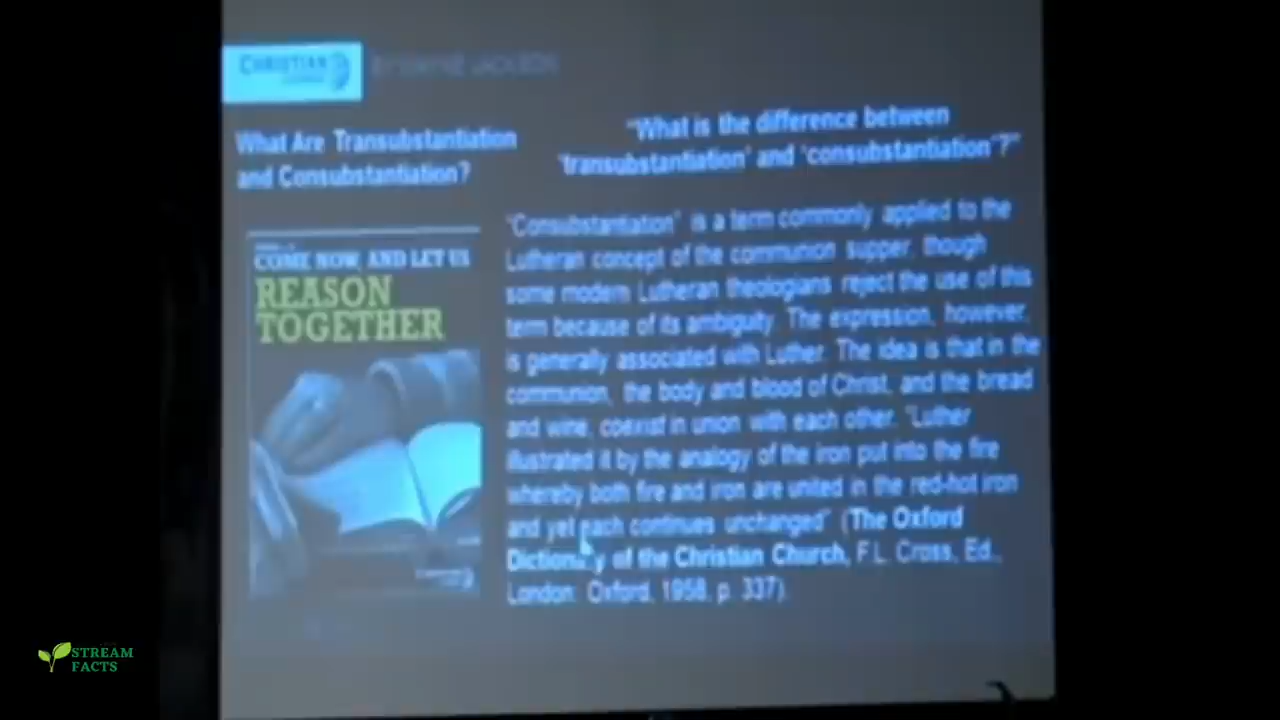 CHRISTIAN
BY WAYNE JACKSON
What Are Transubstantiation
and Consubstantiation?
"What is the difference between
'transubstantiation' and 'consubstantiation'?"
COME NOW, AND LET US
REASON
TOGETHER
"Consubstantiation" is a term commonly applied to the
Lutheran concept of the communion supper, though
some modern Lutheran theologians reject the use of this
term because of its ambiguity. The expression, however,
is generally associated with Luther. The idea is that in the
communion, the body and blood of Christ, and the bread
and wine, coexist in union with each other. "Luther
illustrated it by the analogy of the iron put into the fire
whereby both fire and iron are united in the red-hot iron
and yet each continues unchanged" (The Oxford
Dictionary of the Christian Church, F.L. Cross, Ed.,
London: Oxford, 1958, p. 337).
STREAM
FACTS